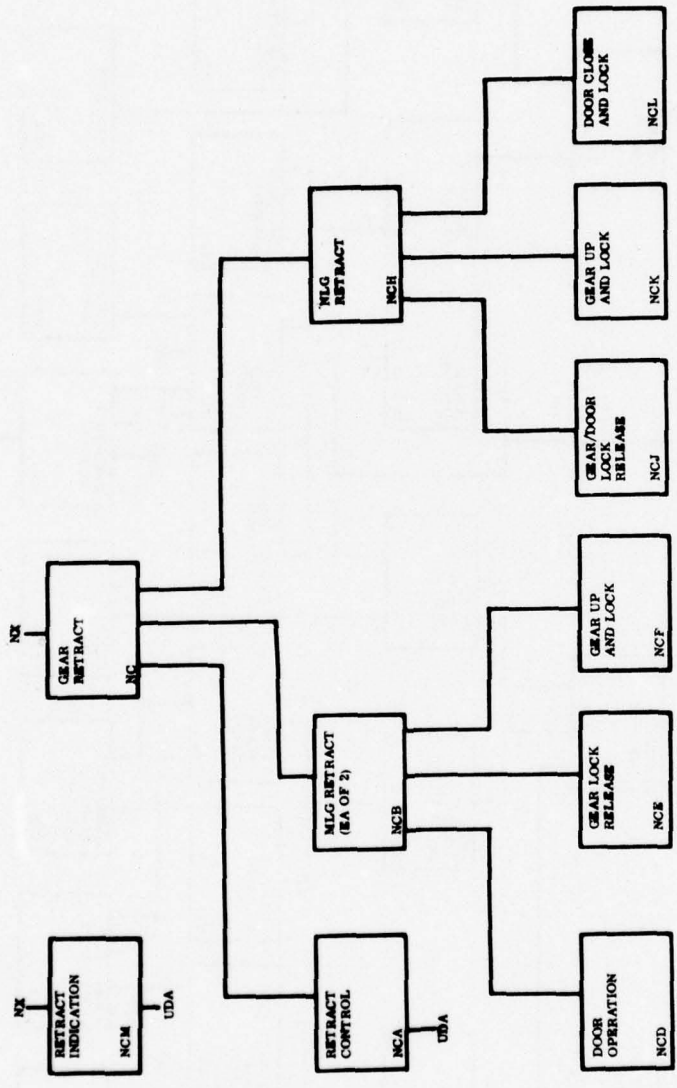 NX
RETRACT
INDICATION
NCM
UDA
NX
GEAR
RETRACT
NC
RETRACT
CONTROL
NCA
UDA
MLG RETRACT
(EA OF 2)
NCB
NLG
RETRACT
NCH
DOOR
OPERATION
NCD
GEAR LOCK
RELEASE
NCE
GEAR UP
AND LOCK
NCF
GEAR/DOOR
LOCK
RELEASE
NCJ
GEAR UP
AND LOCK
NCK
DOOR CLOSE
AND LOCK
NCL